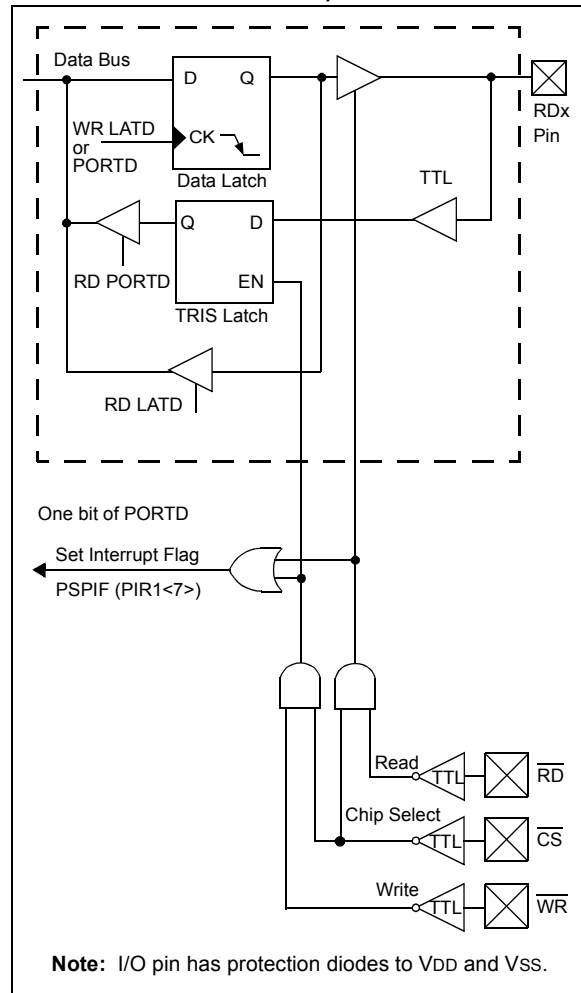 Data Bus
D Q
RDx
Pin
WR LATD
or
PORTD
CK
Data Latch
TTL
Q D
RD PORTD
EN
TRIS Latch
RD LATD
One bit of PORTD
Set Interrupt Flag
PSPIF (PIR1<7>)
Read
TTL
RD
Chip Select
TTL
CS
Write
TTL
WR
Note: I/O pin has protection diodes to VDD and VSS.